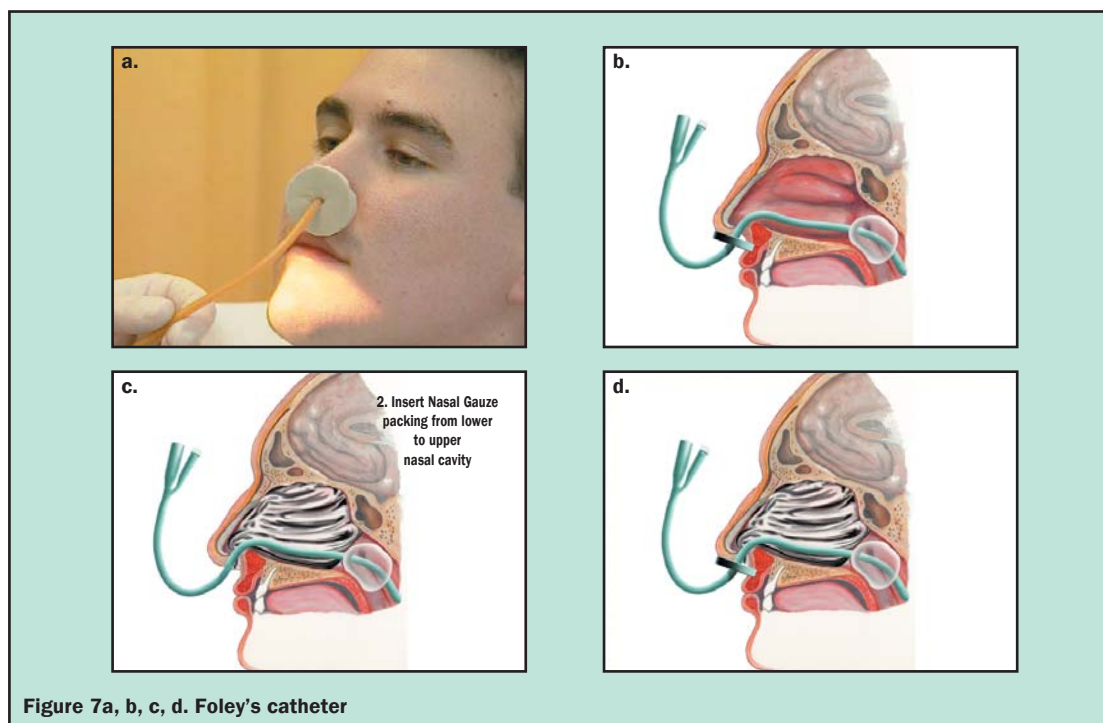 a.
b.
c.
2. Insert Nasal Gauze
packing from lower
to upper
nasal cavity
d.
Figure 7a, b, c, d. Foley's catheter